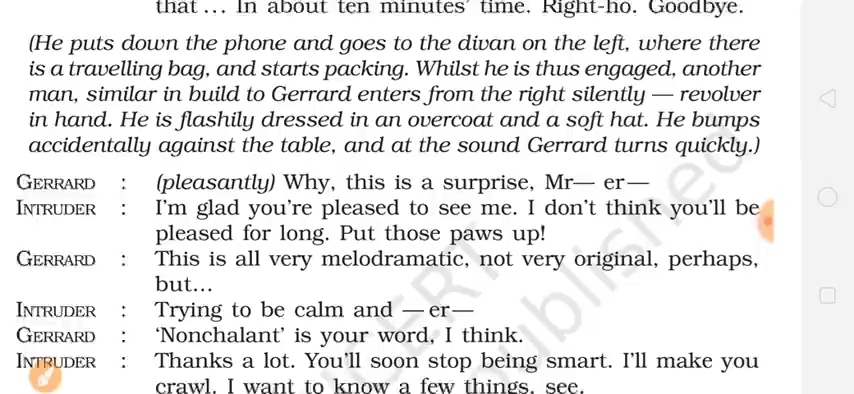 that ... In about ten minutes' time. Right-ho. Goodbye.
(He puts down the phone and goes to the divan on the left, where there
is a travelling bag, and starts packing. Whilst he is thus engaged, another
man, similar in build to Gerrard enters from the right silently — revolver
in hand. He is flashily dressed in an overcoat and a soft hat. He bumps
accidentally against the table, and at the sound Gerrard turns quickly.)
GERRARD : (pleasantly) Why, this is a surprise, Mr— er—
INTRUDER : I'm glad you're pleased to see me. I don't think you'll be
pleased for long. Put those paws up!
GERRARD : This is all very melodramatic, not very original, perhaps,
but...
INTRUDER : Trying to be calm and —er—
GERRARD : 'Nonchalant' is your word, I think.
INTRUDER : Thanks a lot. You'll soon stop being smart. I'll make you
crawl. I want to know a few things, see.
NCERT
published